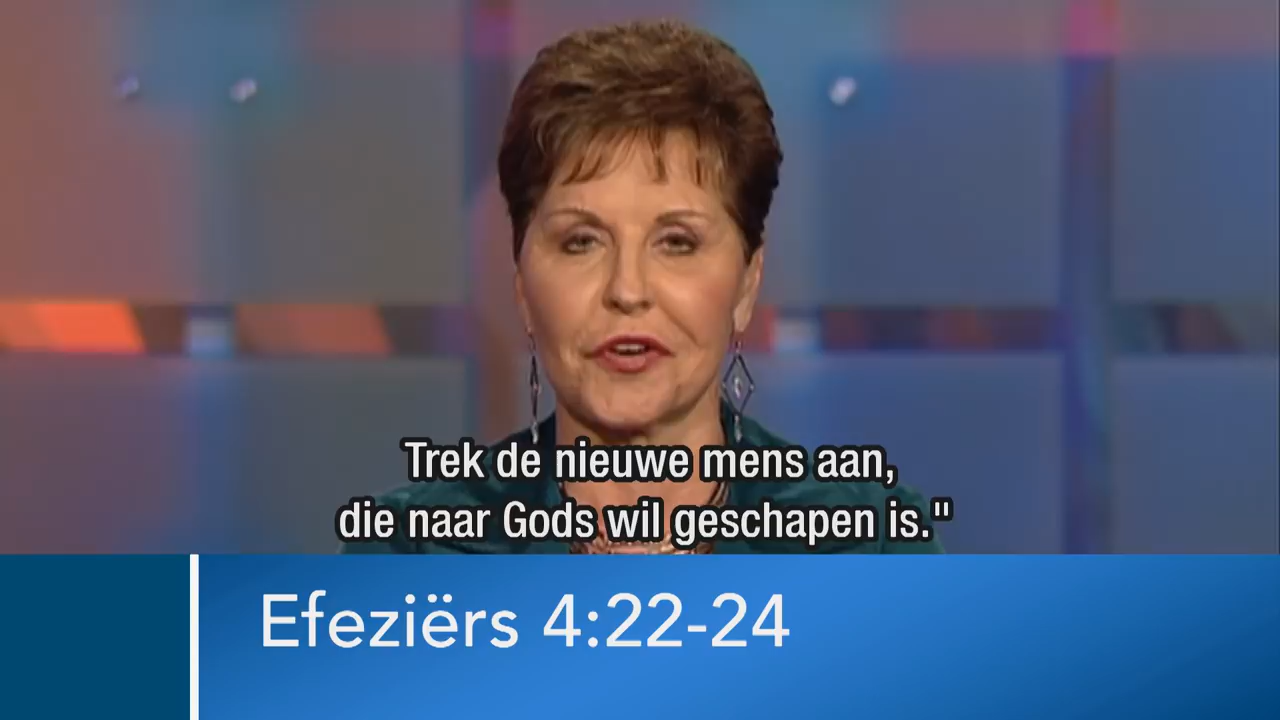 Trek de nieuwe mens aan,
die naar Gods wil geschapen is."
Efeziërs 4:22-24